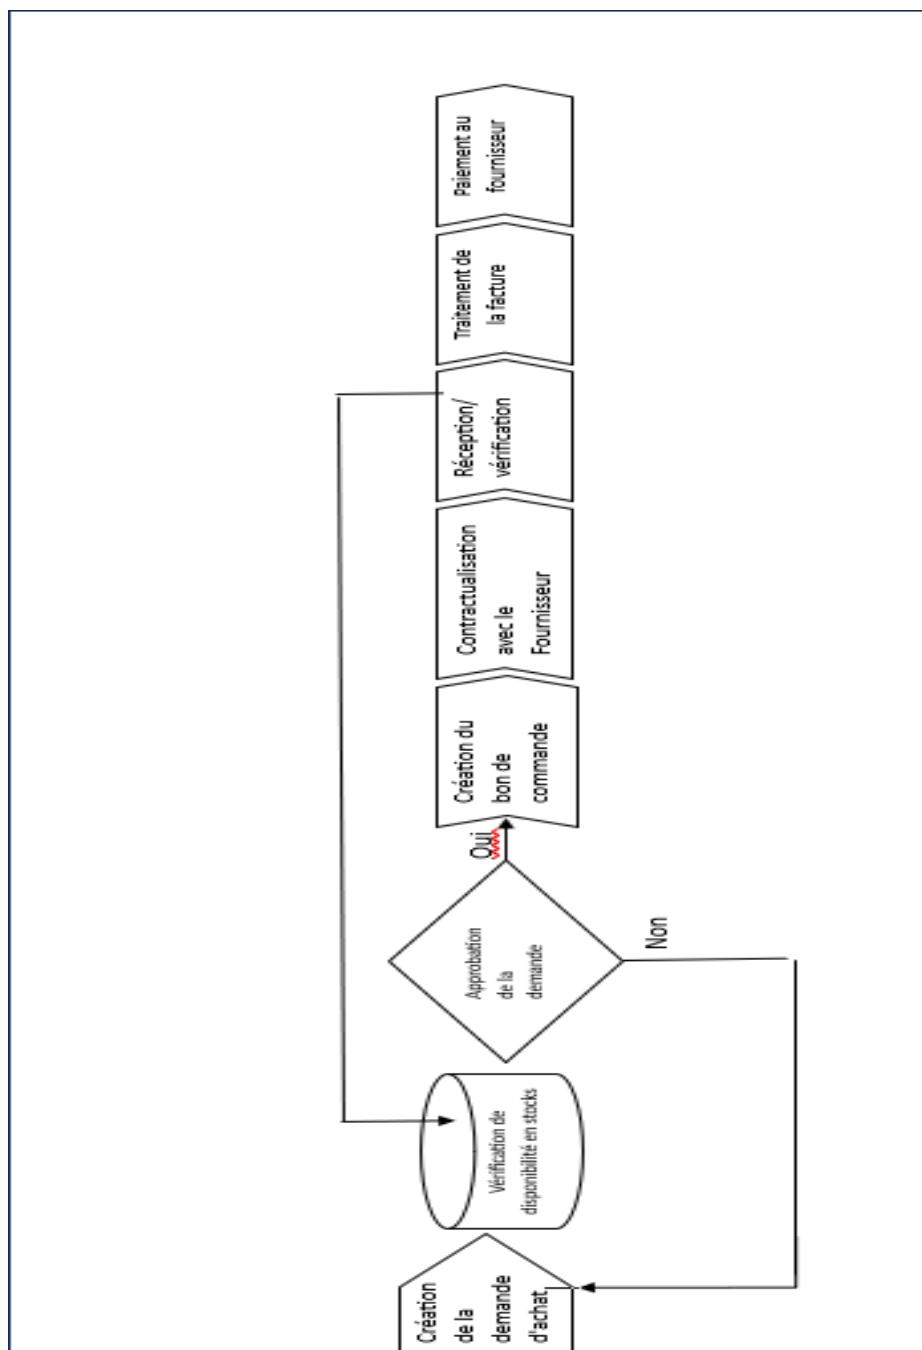 Création
de la
demande
d'achat
Vérification de
disponibilité en stocks
Approbation
de la
demande
Oui
Non
Création du
bon de
commande
Contractualisation
avec le
Fournisseur
Réception/
vérification
Traitement de
la facture
Paiement au
fournisseur